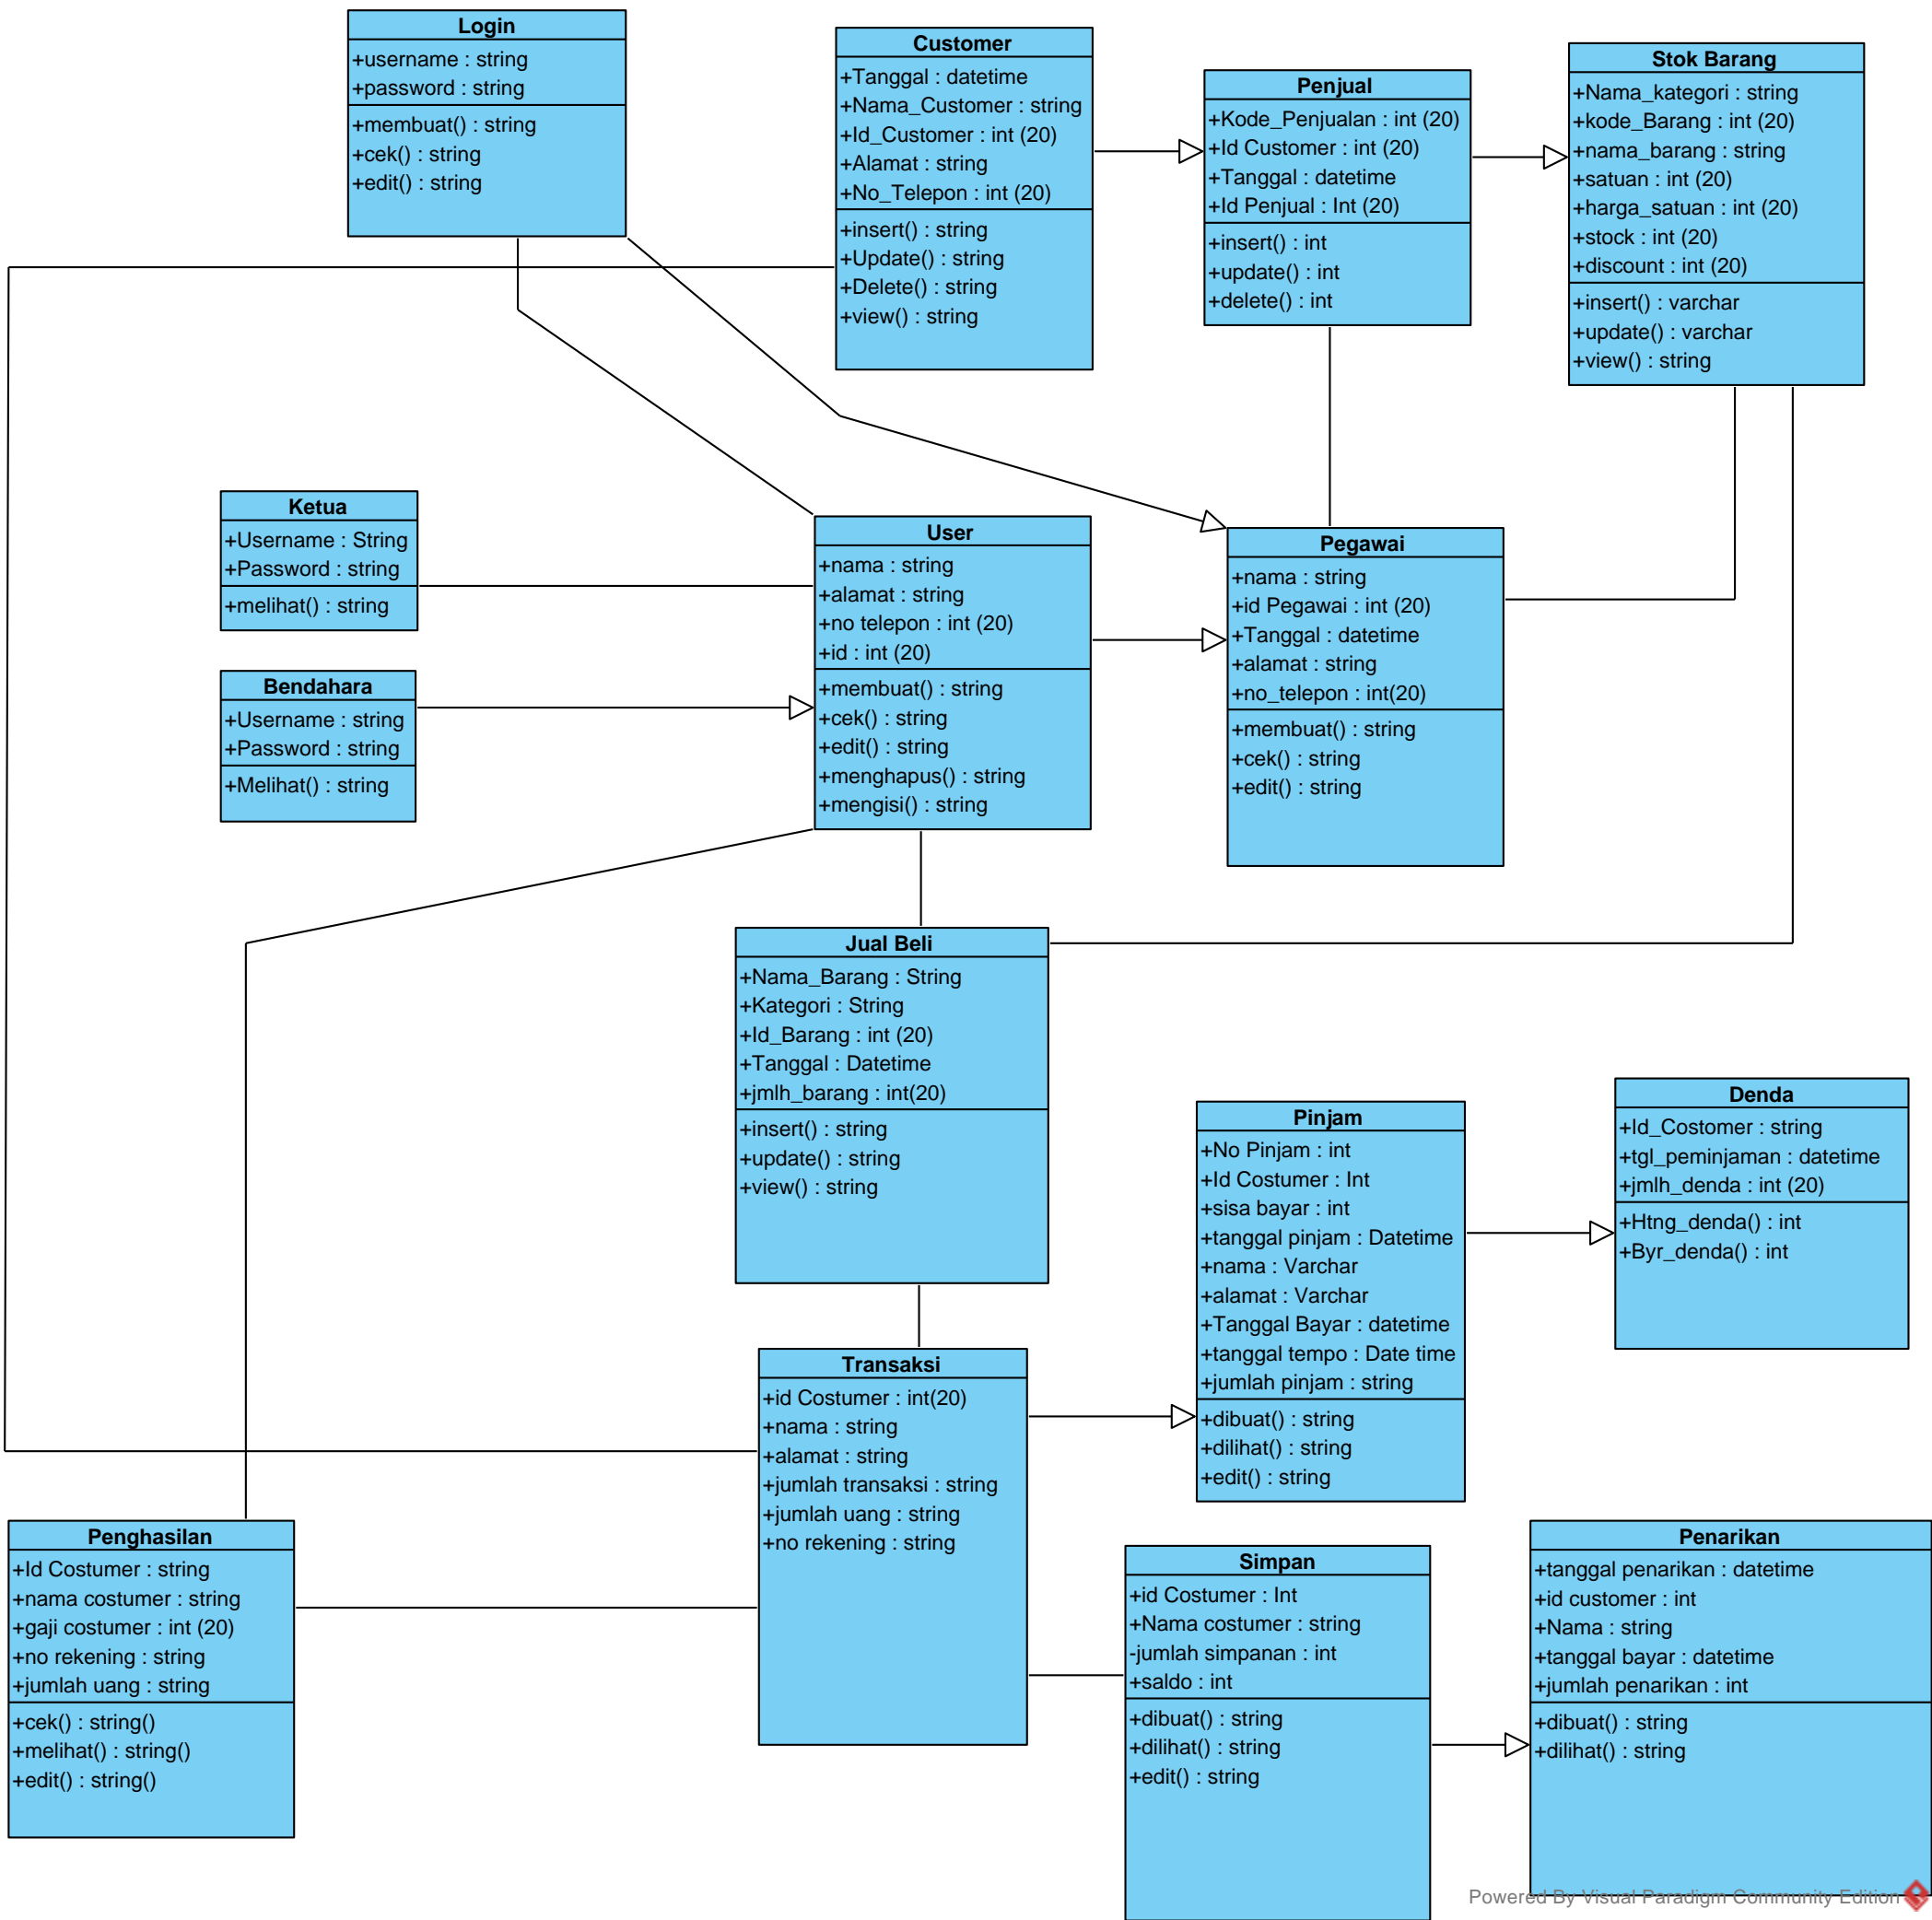 Login
+username : string
+password : string
+membuat() : string
+cek() : string
+edit() : string
Customer
+Tanggal : datetime
+Nama_Customer : string
+Id_Customer : int (20)
+Alamat : string
+No_Telepon : int (20)
+insert() : string
+Update() : string
+Delete() : string
+view() : string
Penjual
+Kode_Penjualan : int (20)
+Id Customer : int (20)
+Tanggal : datetime
+Id Penjual : Int (20)
+insert() : int
+update() : int
+delete() : int
Stok Barang
+Nama_kategori : string
+kode_Barang : int (20)
+nama_barang : string
+satuan : int (20)
+harga_satuan : int (20)
+stock : int (20)
+discount : int (20)
+insert() : varchar
+update() : varchar
+view() : string
Ketua
+Username : String
+Password : string
+melihat() : string
Bendahara
+Username : string
+Password : string
+Melihat() : string
User
+nama : string
+alamat : string
+no telepon : int (20)
+id : int (20)
+membuat() : string
+cek() : string
+edit() : string
+menghapus() : string
+mengisi() : string
Pegawai
+nama : string
+id Pegawai : int (20)
+Tanggal : datetime
+alamat : string
+no_telepon : int(20)
+membuat() : string
+cek() : string
+edit() : string
Jual Beli
+Nama_Barang : String
+Kategori : String
+Id_Barang : int (20)
+Tanggal : Datetime
+jmlh_barang : int(20)
+insert() : string
+update() : string
+view() : string
Pinjam
+No Pinjam : int
+Id Costumer : Int
+sisa bayar : int
+tanggal pinjam : Datetime
+nama : Varchar
+alamat : Varchar
+Tanggal Bayar : datetime
+tanggal tempo : Date time
+jumlah pinjam : string
+dibuat() : string
+dilihat() : string
+edit() : string
Denda
+Id_Costomer : string
+tgl_peminjaman : datetime
+jmlh_denda : int (20)
+Htng_denda() : int
+Byr_denda() : int
Transaksi
+id Costumer : int(20)
+nama : string
+alamat : string
+jumlah transaksi : string
+jumlah uang : string
+no rekening : string
Penghasilan
+Id Costumer : string
+nama costumer : string
+gaji costumer : int (20)
+no rekening : string
+jumlah uang : string
+cek() : string()
+melihat() : string()
+edit() : string()
Simpan
+id Costumer : Int
+Nama costumer : string
-jumlah simpanan : int
+saldo : int
+dibuat() : string
+dilihat() : string
+edit() : string
Penarikan
+tanggal penarikan : datetime
+id customer : int
+Nama : string
+tanggal bayar : datetime
+jumlah penarikan : int
+dibuat() : string
+dilihat() : string
Powered By Visual Paradigm Community Edition